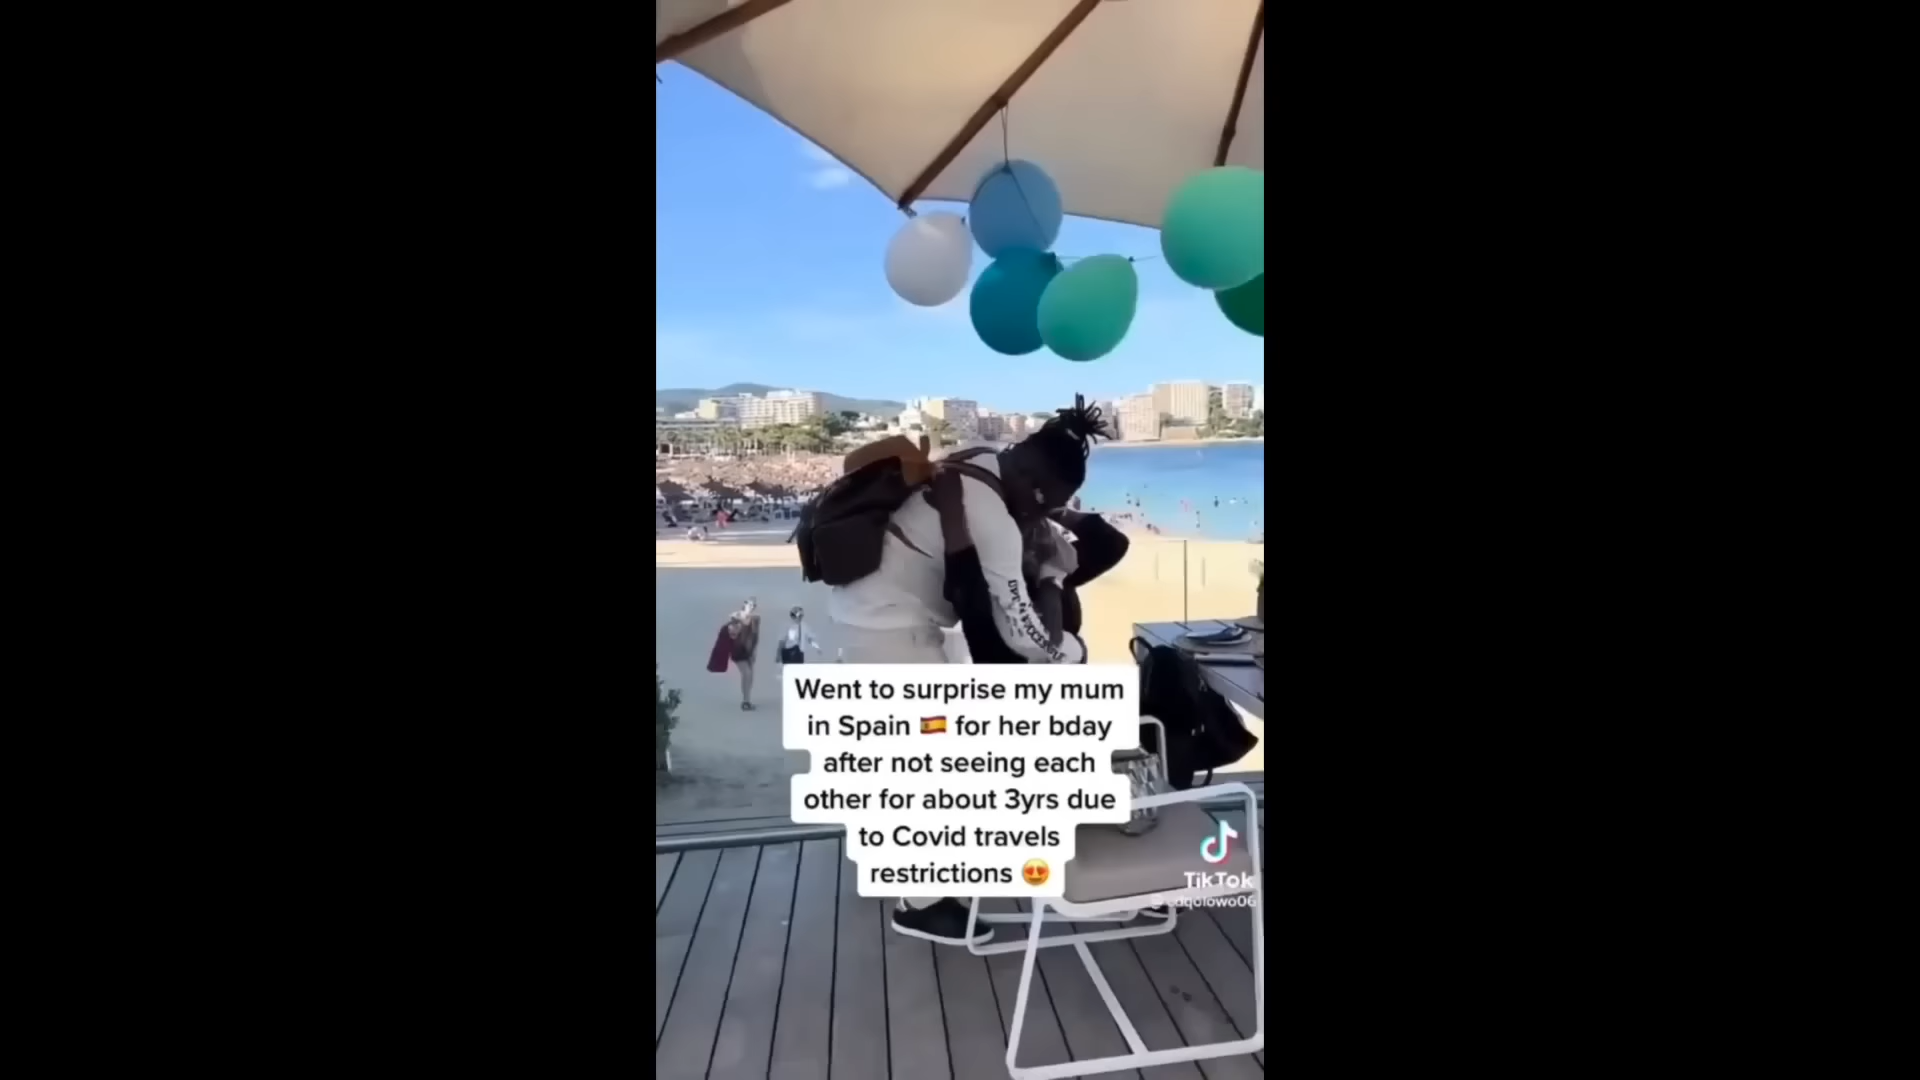 Went to surprise my mum
in Spain 🇪🇸 for her bday
after not seeing each
other for about 3yrs due
to Covid travels
restrictions 😍
TikTok